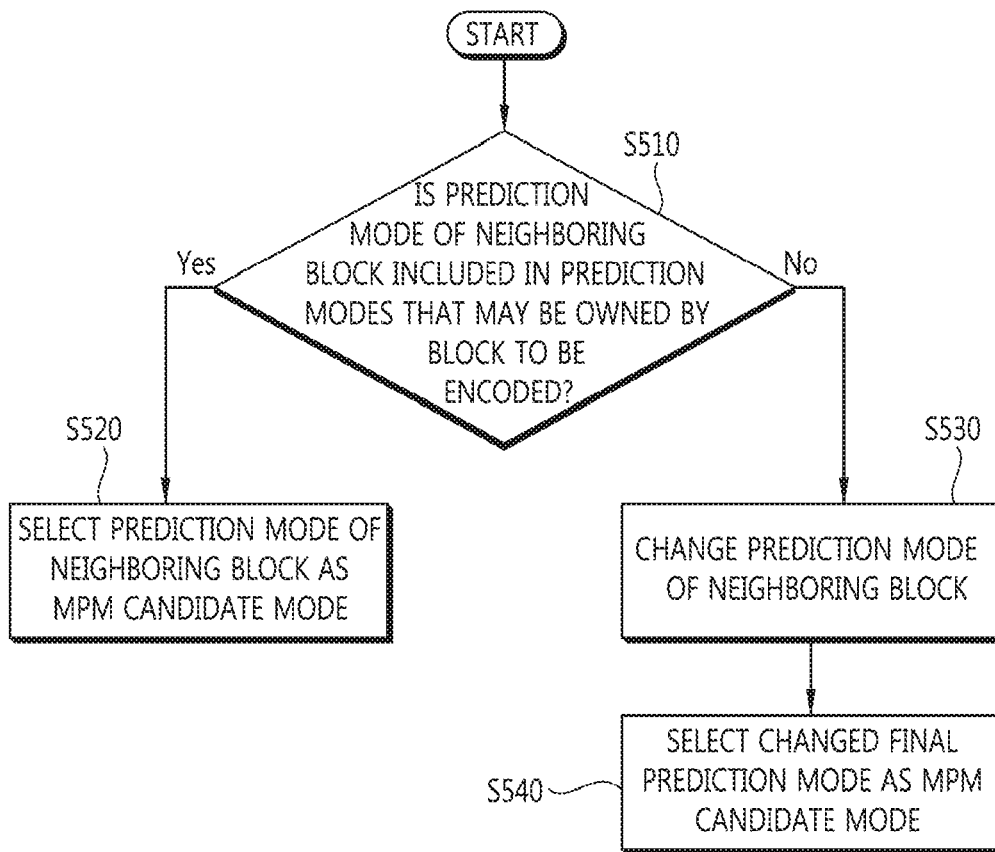 START
S510
IS PREDICTION
MODE OF NEIGHBORING
BLOCK INCLUDED IN PREDICTION
MODES THAT MAY BE OWNED BY
BLOCK TO BE
ENCODED?
Yes
No
S520
SELECT PREDICTION MODE OF
NEIGHBORING BLOCK AS
MPM CANDIDATE MODE
S530
CHANGE PREDICTION MODE
OF NEIGHBORING BLOCK
S540
SELECT CHANGED FINAL
PREDICTION MODE AS MPM
CANDIDATE MODE